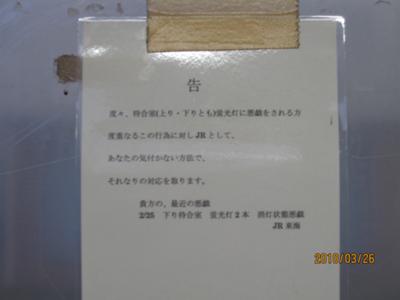 告
度々、待合室(上り・下りとも)蛍光灯に悪戯をされる方
度重なるこの行為に対しJRとして、
あなたの気付かない方法で、
それなりの対応を取ります。
貴方の、最近の悪戯
2/25 下り待合室 蛍光灯2本 消灯状態悪戯
JR東海
2010/03/26